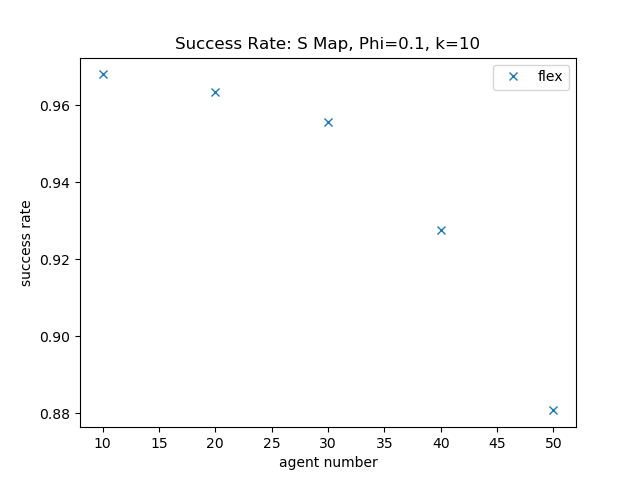 Success Rate: S Map, Phi=0.1, k=10
flex
success rate
0.96
0.94
0.92
0.90
0.88
10 15 20 25 30 35 40 45 50
agent number